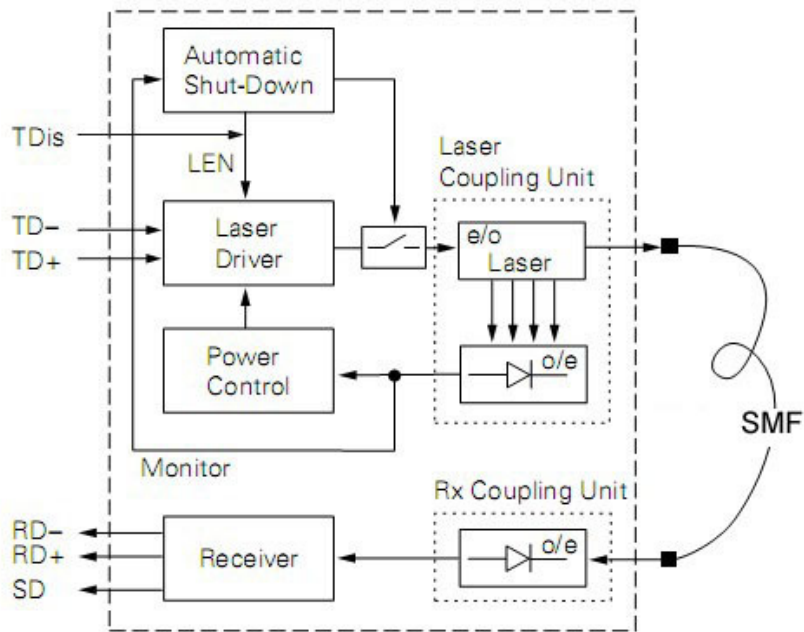 Automatic
Shut-Down
TDis
LEN
Laser
Coupling Unit
TD–
TD+
Laser
Driver
e/o
Laser
Power
Control
o/e
SMF
Monitor
Rx Coupling Unit
RD–
RD+
SD
Receiver
o/e